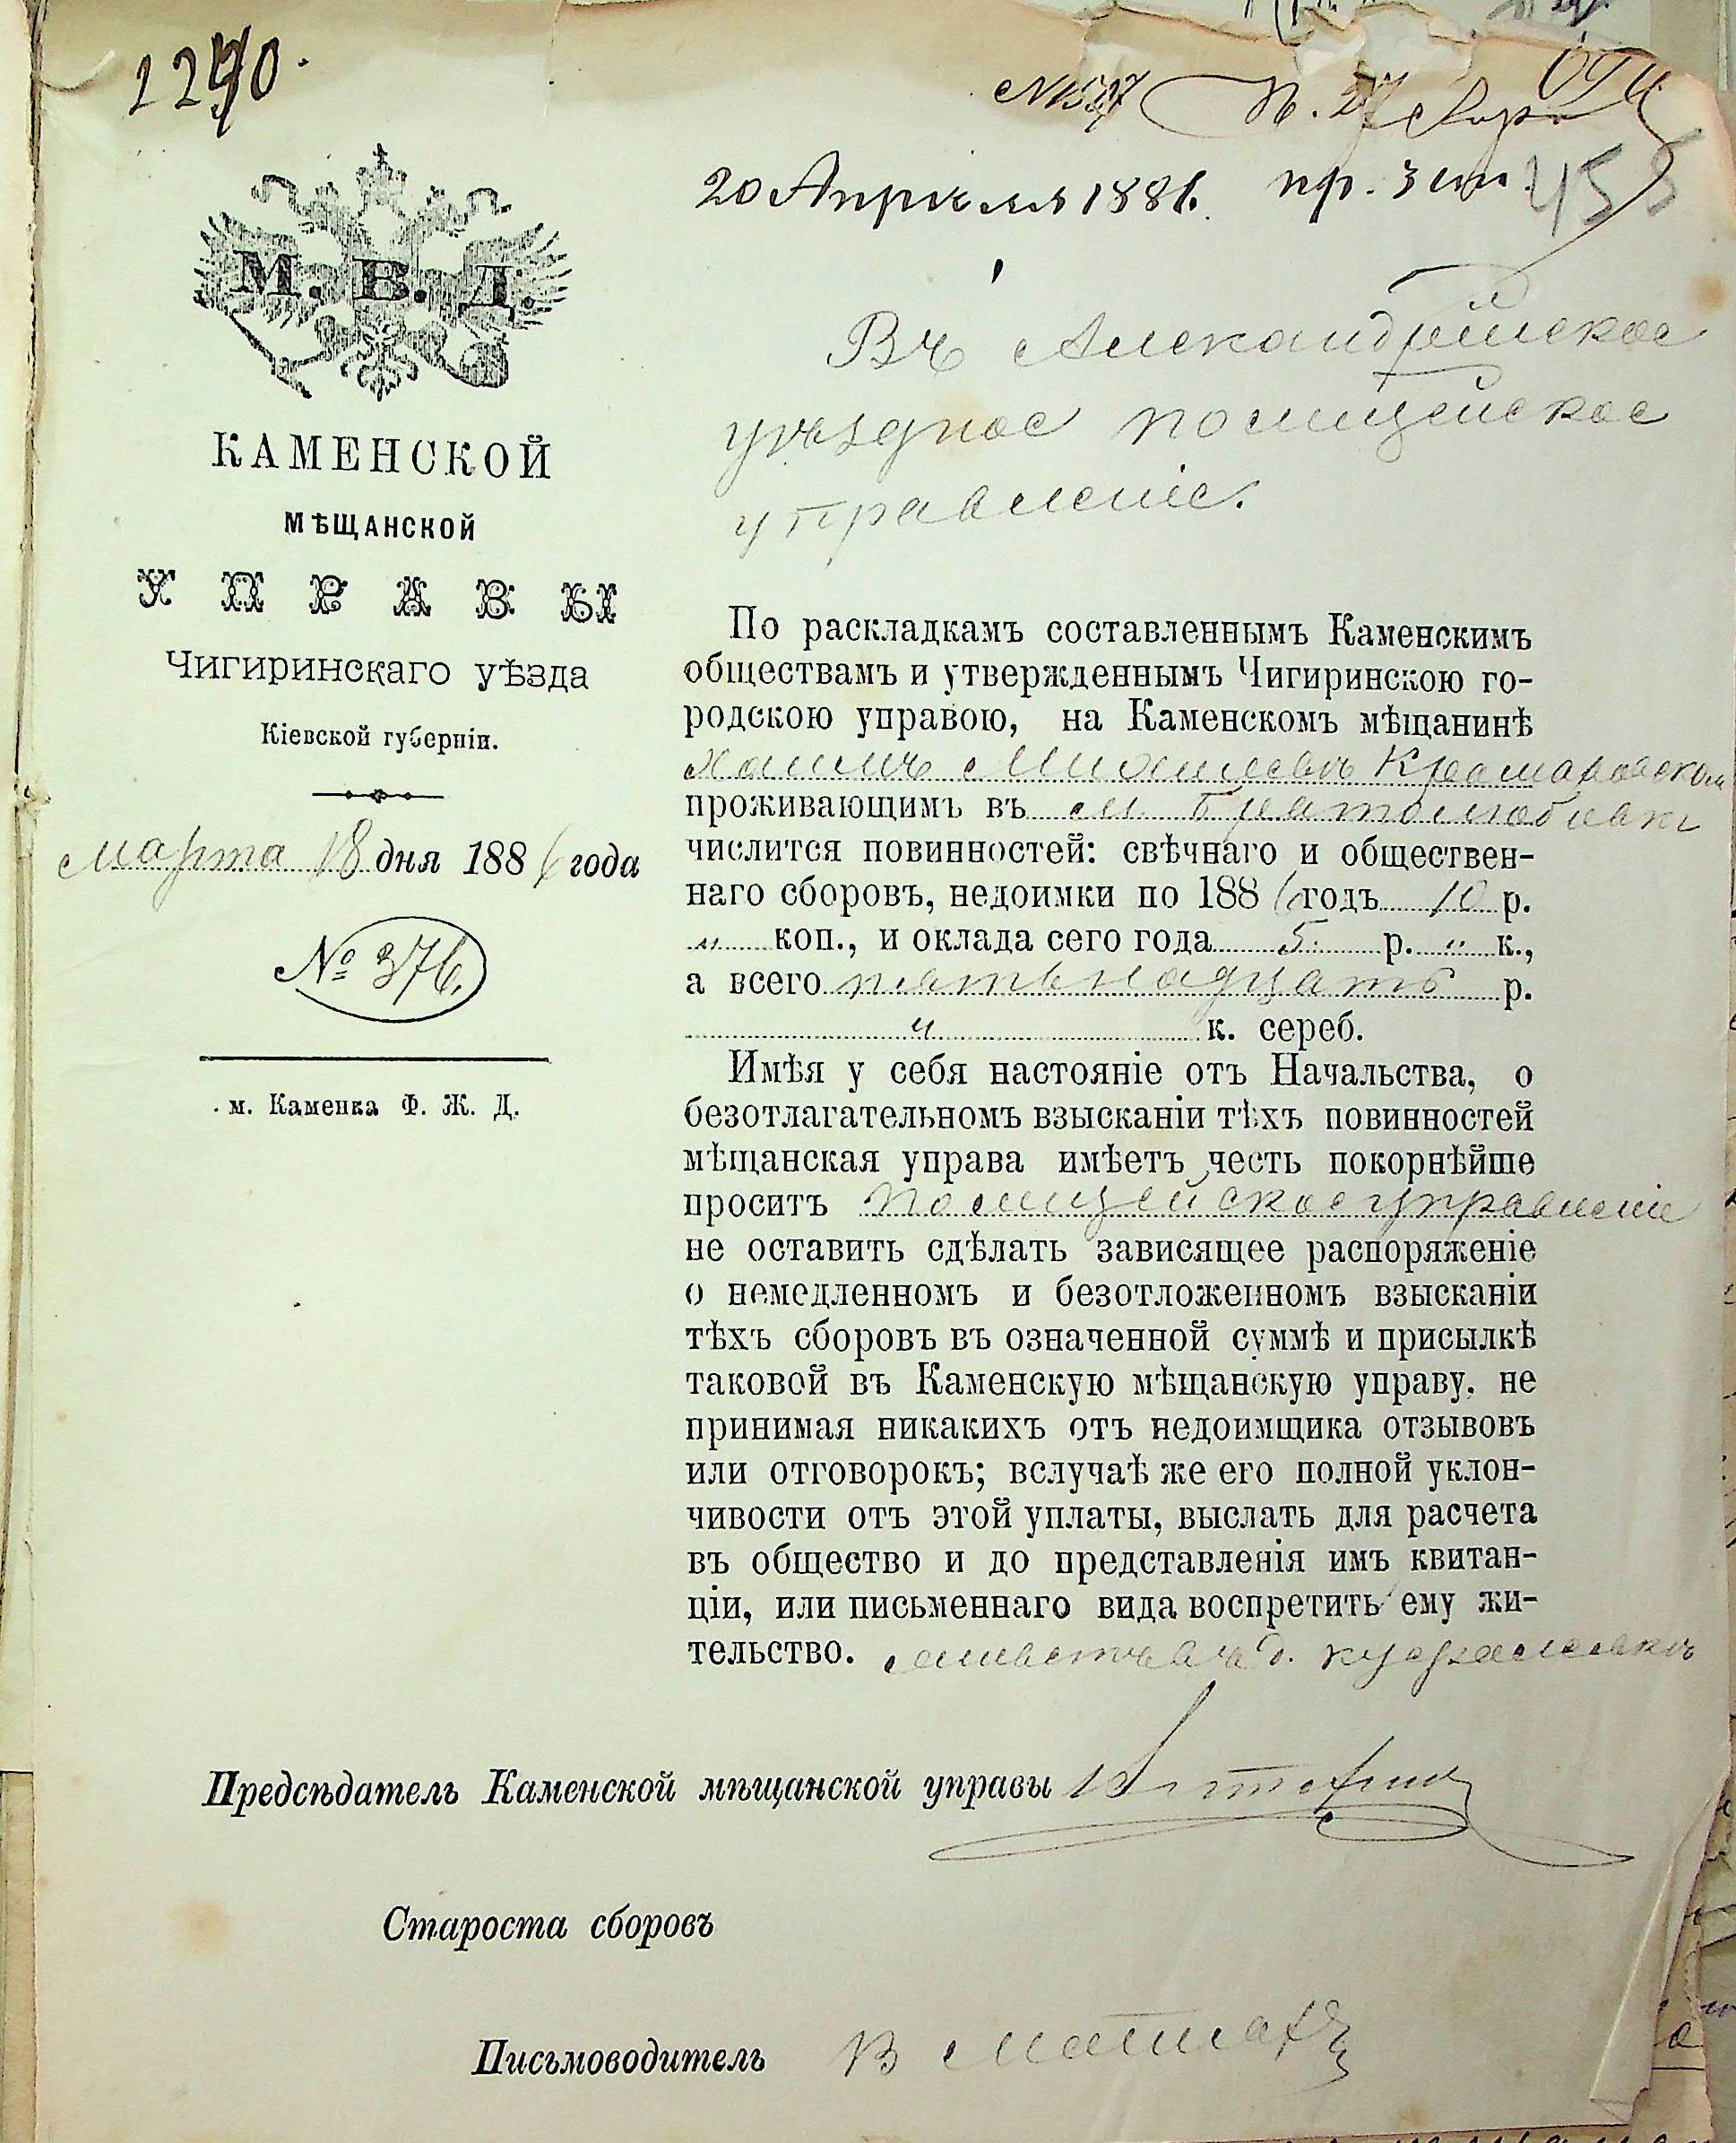 20 Апрѣля 1881. пр. 3 ст.
М. В. Д.
КАМЕНСКОЙ
МѢЩАНСКОЙ
УПРАВЫ
Чигиринскаго уѣзда
Кіевской губерніи.
Марта 18 дня 1881 года
№ 376.
м. Каменка Ф. Ж. Д.
Въ Александрійское
уѣздное полицейское
управленіе.
По раскладкамъ составленнымъ Каменскимъ
обществамъ и утвержденнымъ Чигиринскою го-
родскою управою, на Каменскомъ мѣщанинѣ
проживающимъ въ м. Братолюбивки
числится повинностей: свѣчнаго и обществен-
наго сборовъ, недоимки по 1881 годъ 10 р.
„ коп., и оклада сего года 5 р. „ к.,
а всего пятьнадцать р.
„ к. сереб.
Имѣя у себя настояніе отъ Начальства, о
безотлагательномъ взысканіи тѣхъ повинностей
мѣщанская управа имѣетъ честь покорнѣйше
проситъ полицейское управленіе
не оставить сдѣлать зависящее распоряженіе
о немедленномъ и безотложенномъ взысканіи
тѣхъ сборовъ въ означенной суммѣ и присылкѣ
таковой въ Каменскую мѣщанскую управу, не
принимая никакихъ отъ недоимщика отзывовъ
или отговорокъ; вслучаѣ же его полной уклон-
чивости отъ этой уплаты, выслать для расчета
въ общество и до представленія имъ квитан-
ціи, или письменнаго вида воспретить ему жи-
тельство.
Предсѣдатель Каменской мѣщанской управы
Староста сборовъ
Письмоводитель В